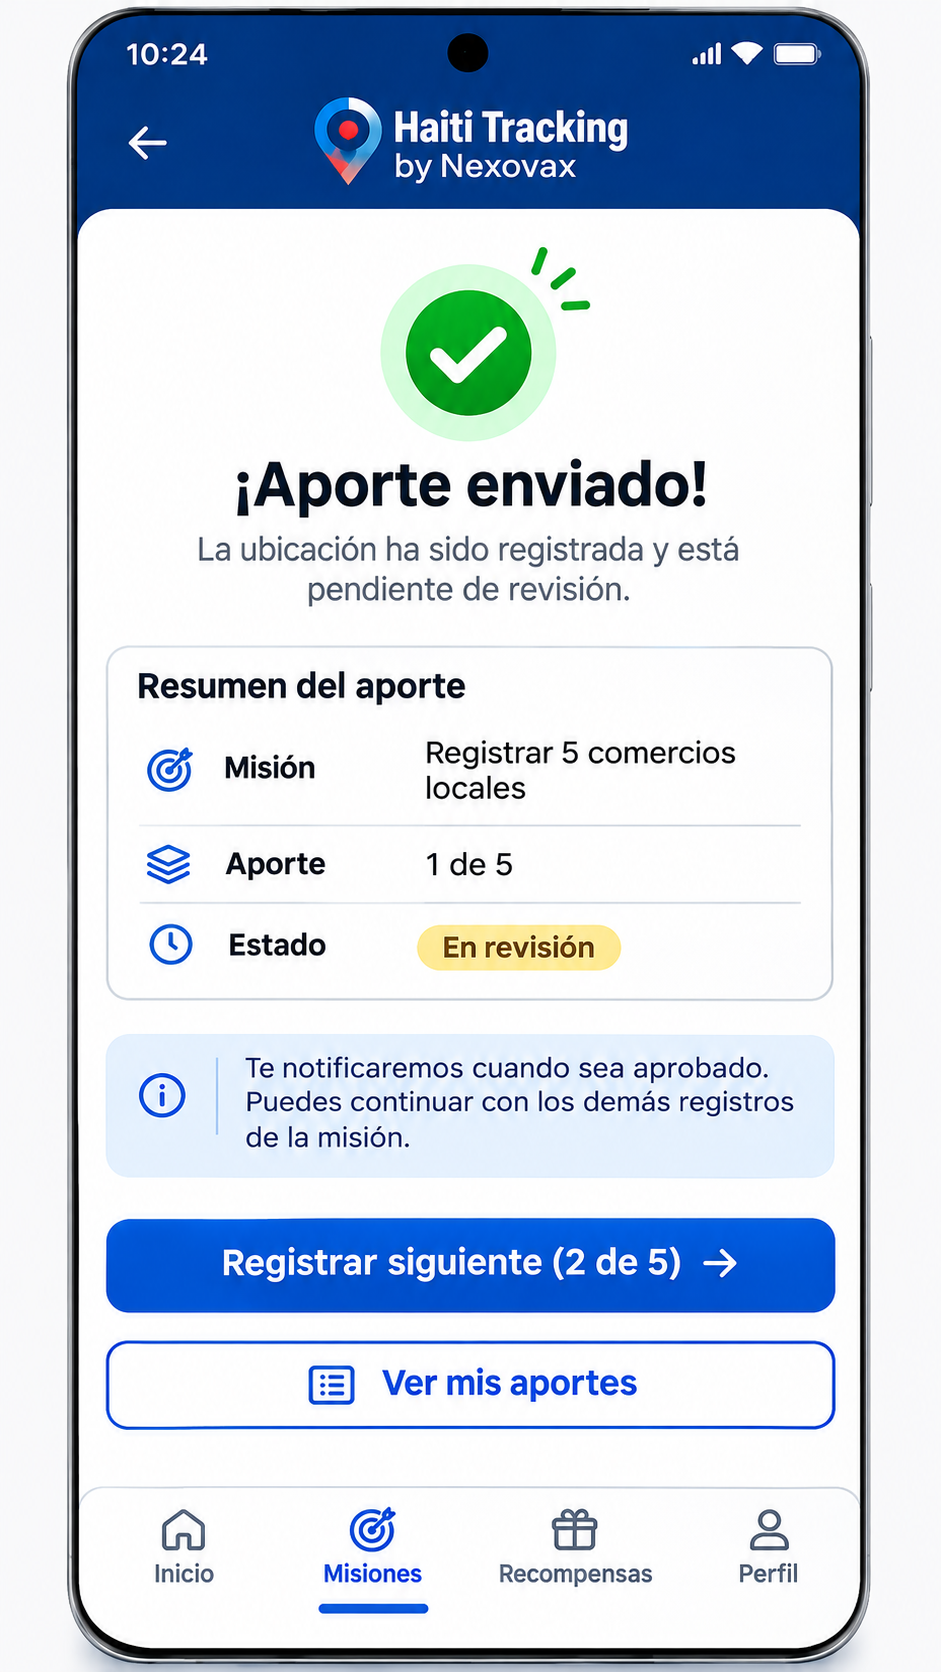 10:24
Haiti Tracking
by Nexovax
¡Aporte enviado!
La ubicación ha sido registrada y está
pendiente de revisión.
Resumen del aporte
Misión
Registrar 5 comercios
locales
Aporte
1 de 5
Estado
En revisión
Te notificaremos cuando sea aprobado.
Puedes continuar con los demás registros
de la misión.
Registrar siguiente (2 de 5) →
Ver mis aportes
Inicio
Misiones
Recompensas
Perfil